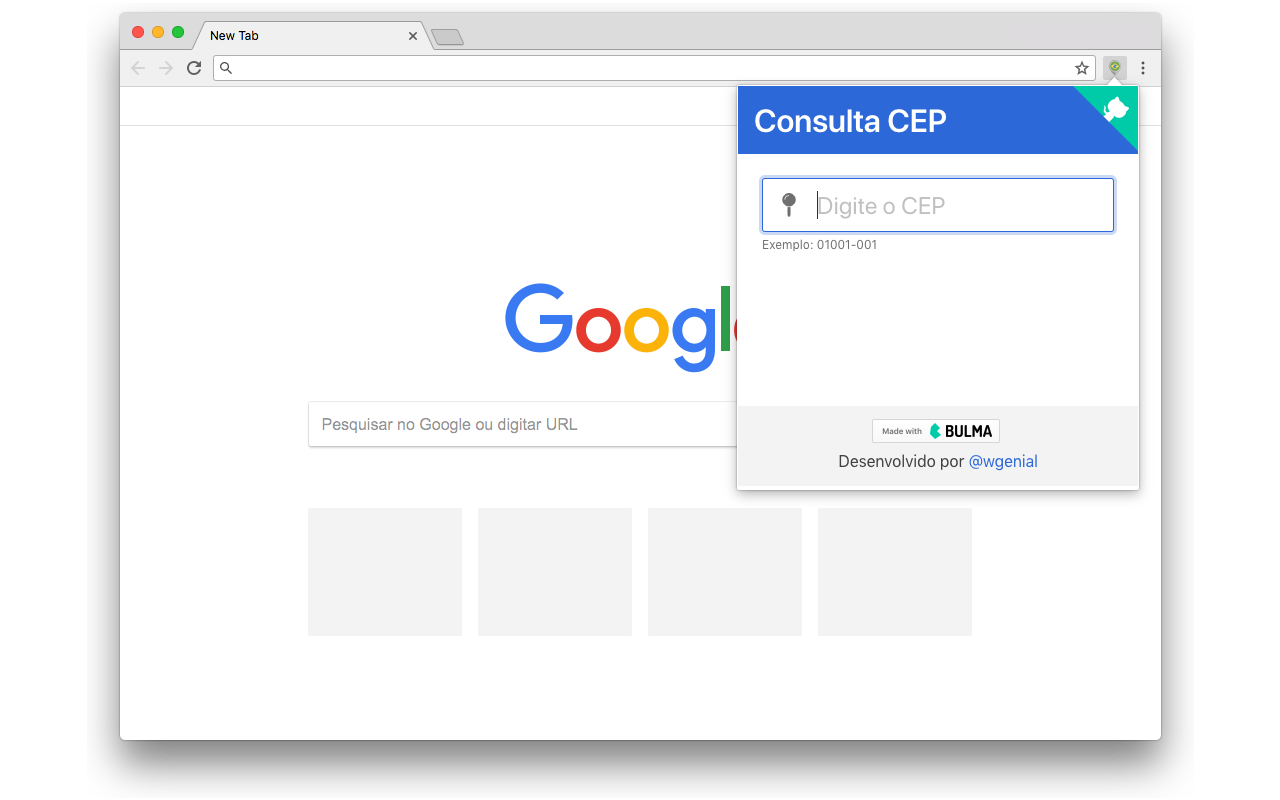 New Tab
Consulta CEP
Digite o CEP
Exemplo: 01001-001
Google
Pesquisar no Google ou digitar URL
Made with BULMA
Desenvolvido por @wgenial